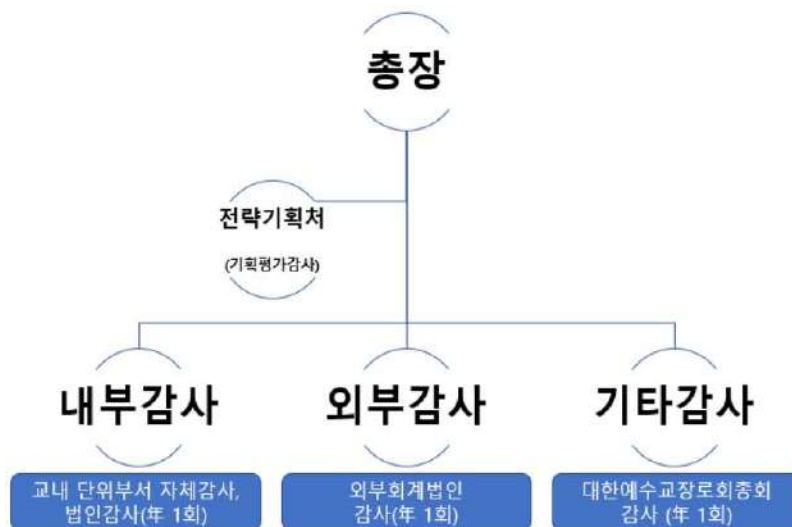 총장
전략기획처
(기획평가감사)
내부감사
외부감사
기타감사
교내 단위부서 자체감사,
법인감사(年 1회)
외부회계법인
감사(年 1회)
대한예수교장로회총회
감사 (年 1회)